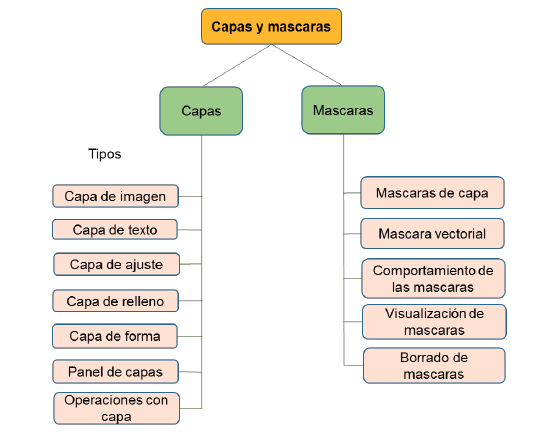 Capas y mascaras
Capas
Mascaras
Tipos
Capa de imagen
Capa de texto
Capa de ajuste
Capa de relleno
Capa de forma
Panel de capas
Operaciones con
capa
Mascaras de capa
Mascara vectorial
Comportamiento de
las mascaras
Visualización de
mascaras
Borrado de
mascaras